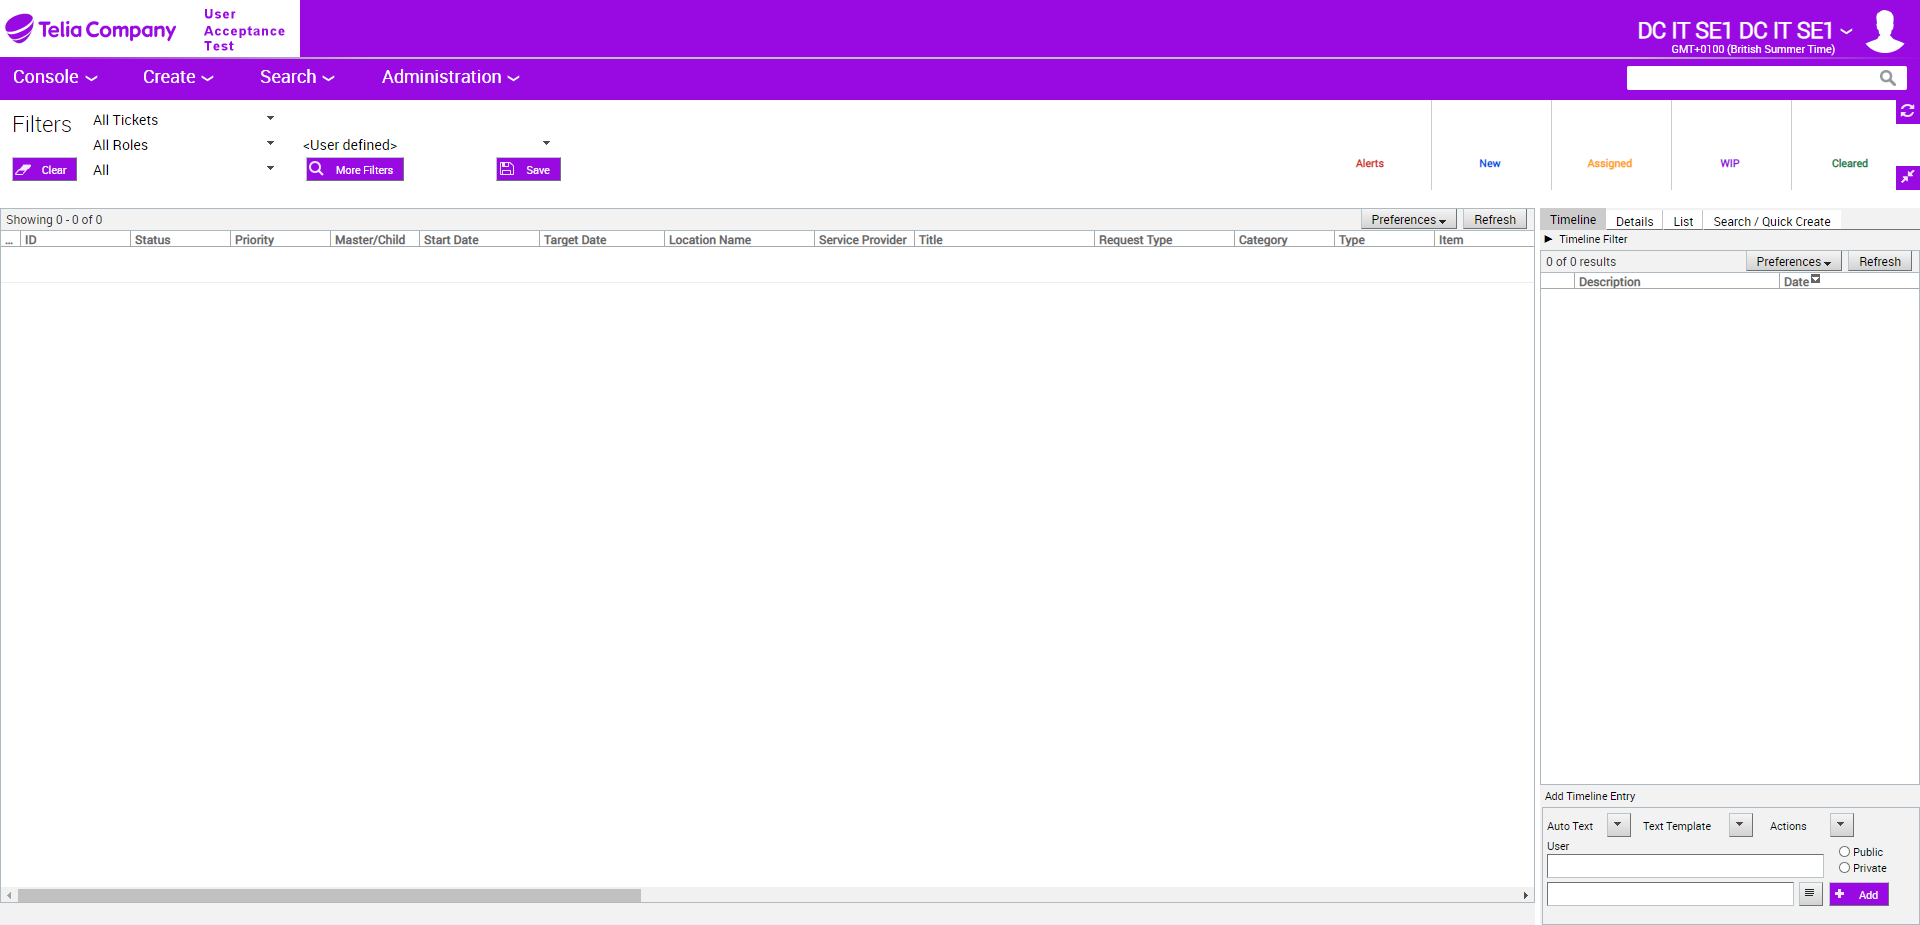 Telia Company
User
Acceptance
Test
DC IT SE1 DC IT SE1
GMT+0100 (British Summer Time)
Console
Create
Search
Administration
Filters
All Tickets
All Roles
<User defined>
Clear
All
More Filters
Save
Alerts
New
Assigned
WIP
Cleared
Showing 0 - 0 of 0
Preferences
Refresh
... ID Status Priority Master/Child Start Date Target Date Location Name Service Provider Title Request Type Category Type Item
Timeline Details List Search / Quick Create
Timeline Filter
0 of 0 results
Preferences
Refresh
Description Date
Add Timeline Entry
Auto Text Text Template Actions
User
Public
Private
Add